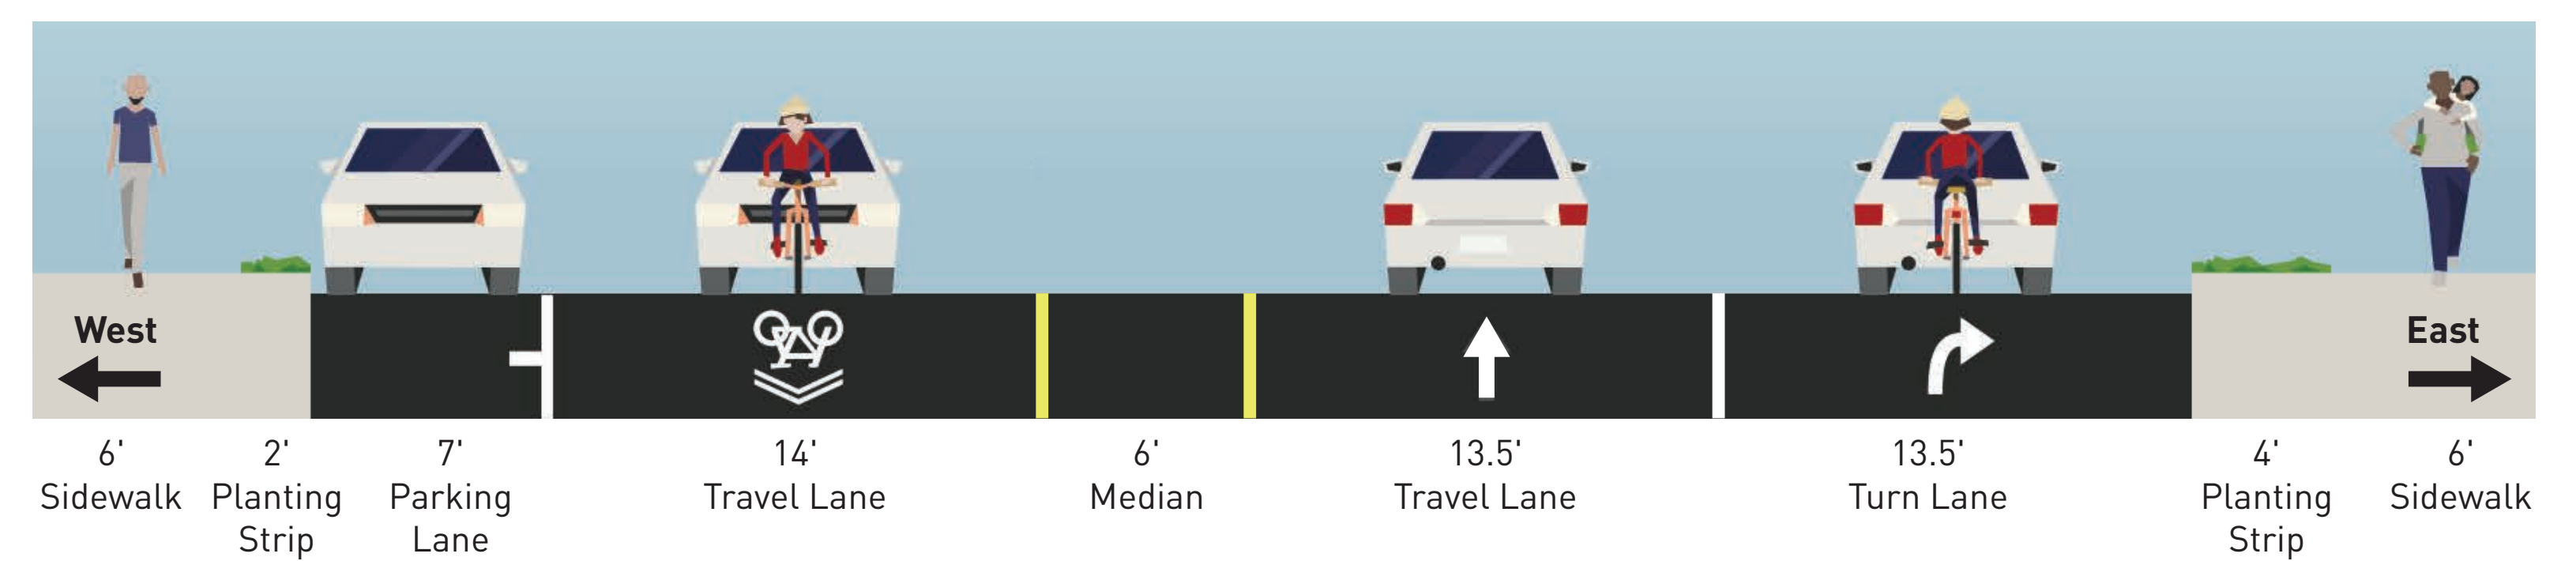 West
East
6' 2' 7' 14' 6' 13.5' 13.5' 4' 6'
Sidewalk Planting Parking Travel Lane Median Travel Lane Turn Lane Planting Sidewalk
Strip Lane Strip